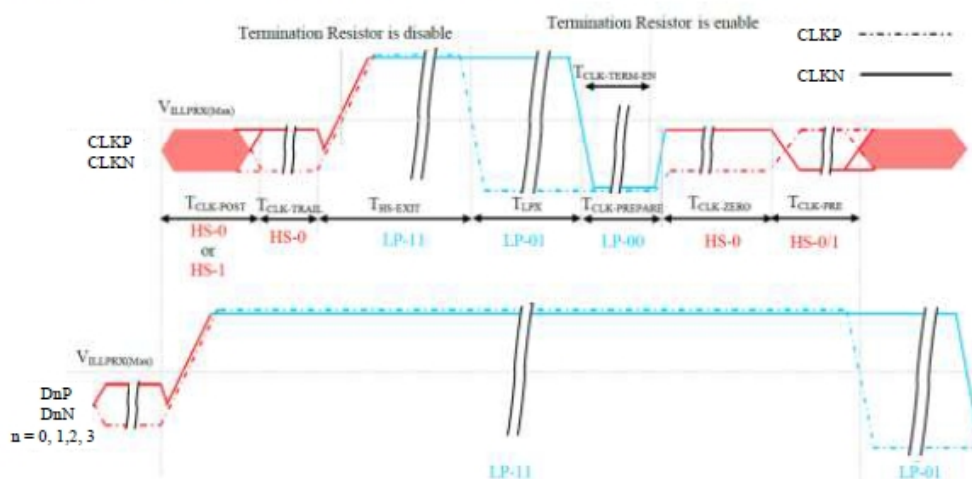 Termination Resistor is disable
Termination Resistor is enable
CLKP
CLKN
TCLK-TERM-EN
VILLPRX(Max)
CLKP
CLKN
TCLK-POST
TCLK-TRAIL
THS-EXIT
TLPX
TCLK-PREPARE
TCLK-ZERO
TCLK-PRE
HS-0
or
HS-1
HS-0
LP-11
LP-01
LP-00
HS-0
HS-0/1
VILLPRX(Max)
DnP
DnN
n = 0, 1,2, 3
LP-11
LP-01